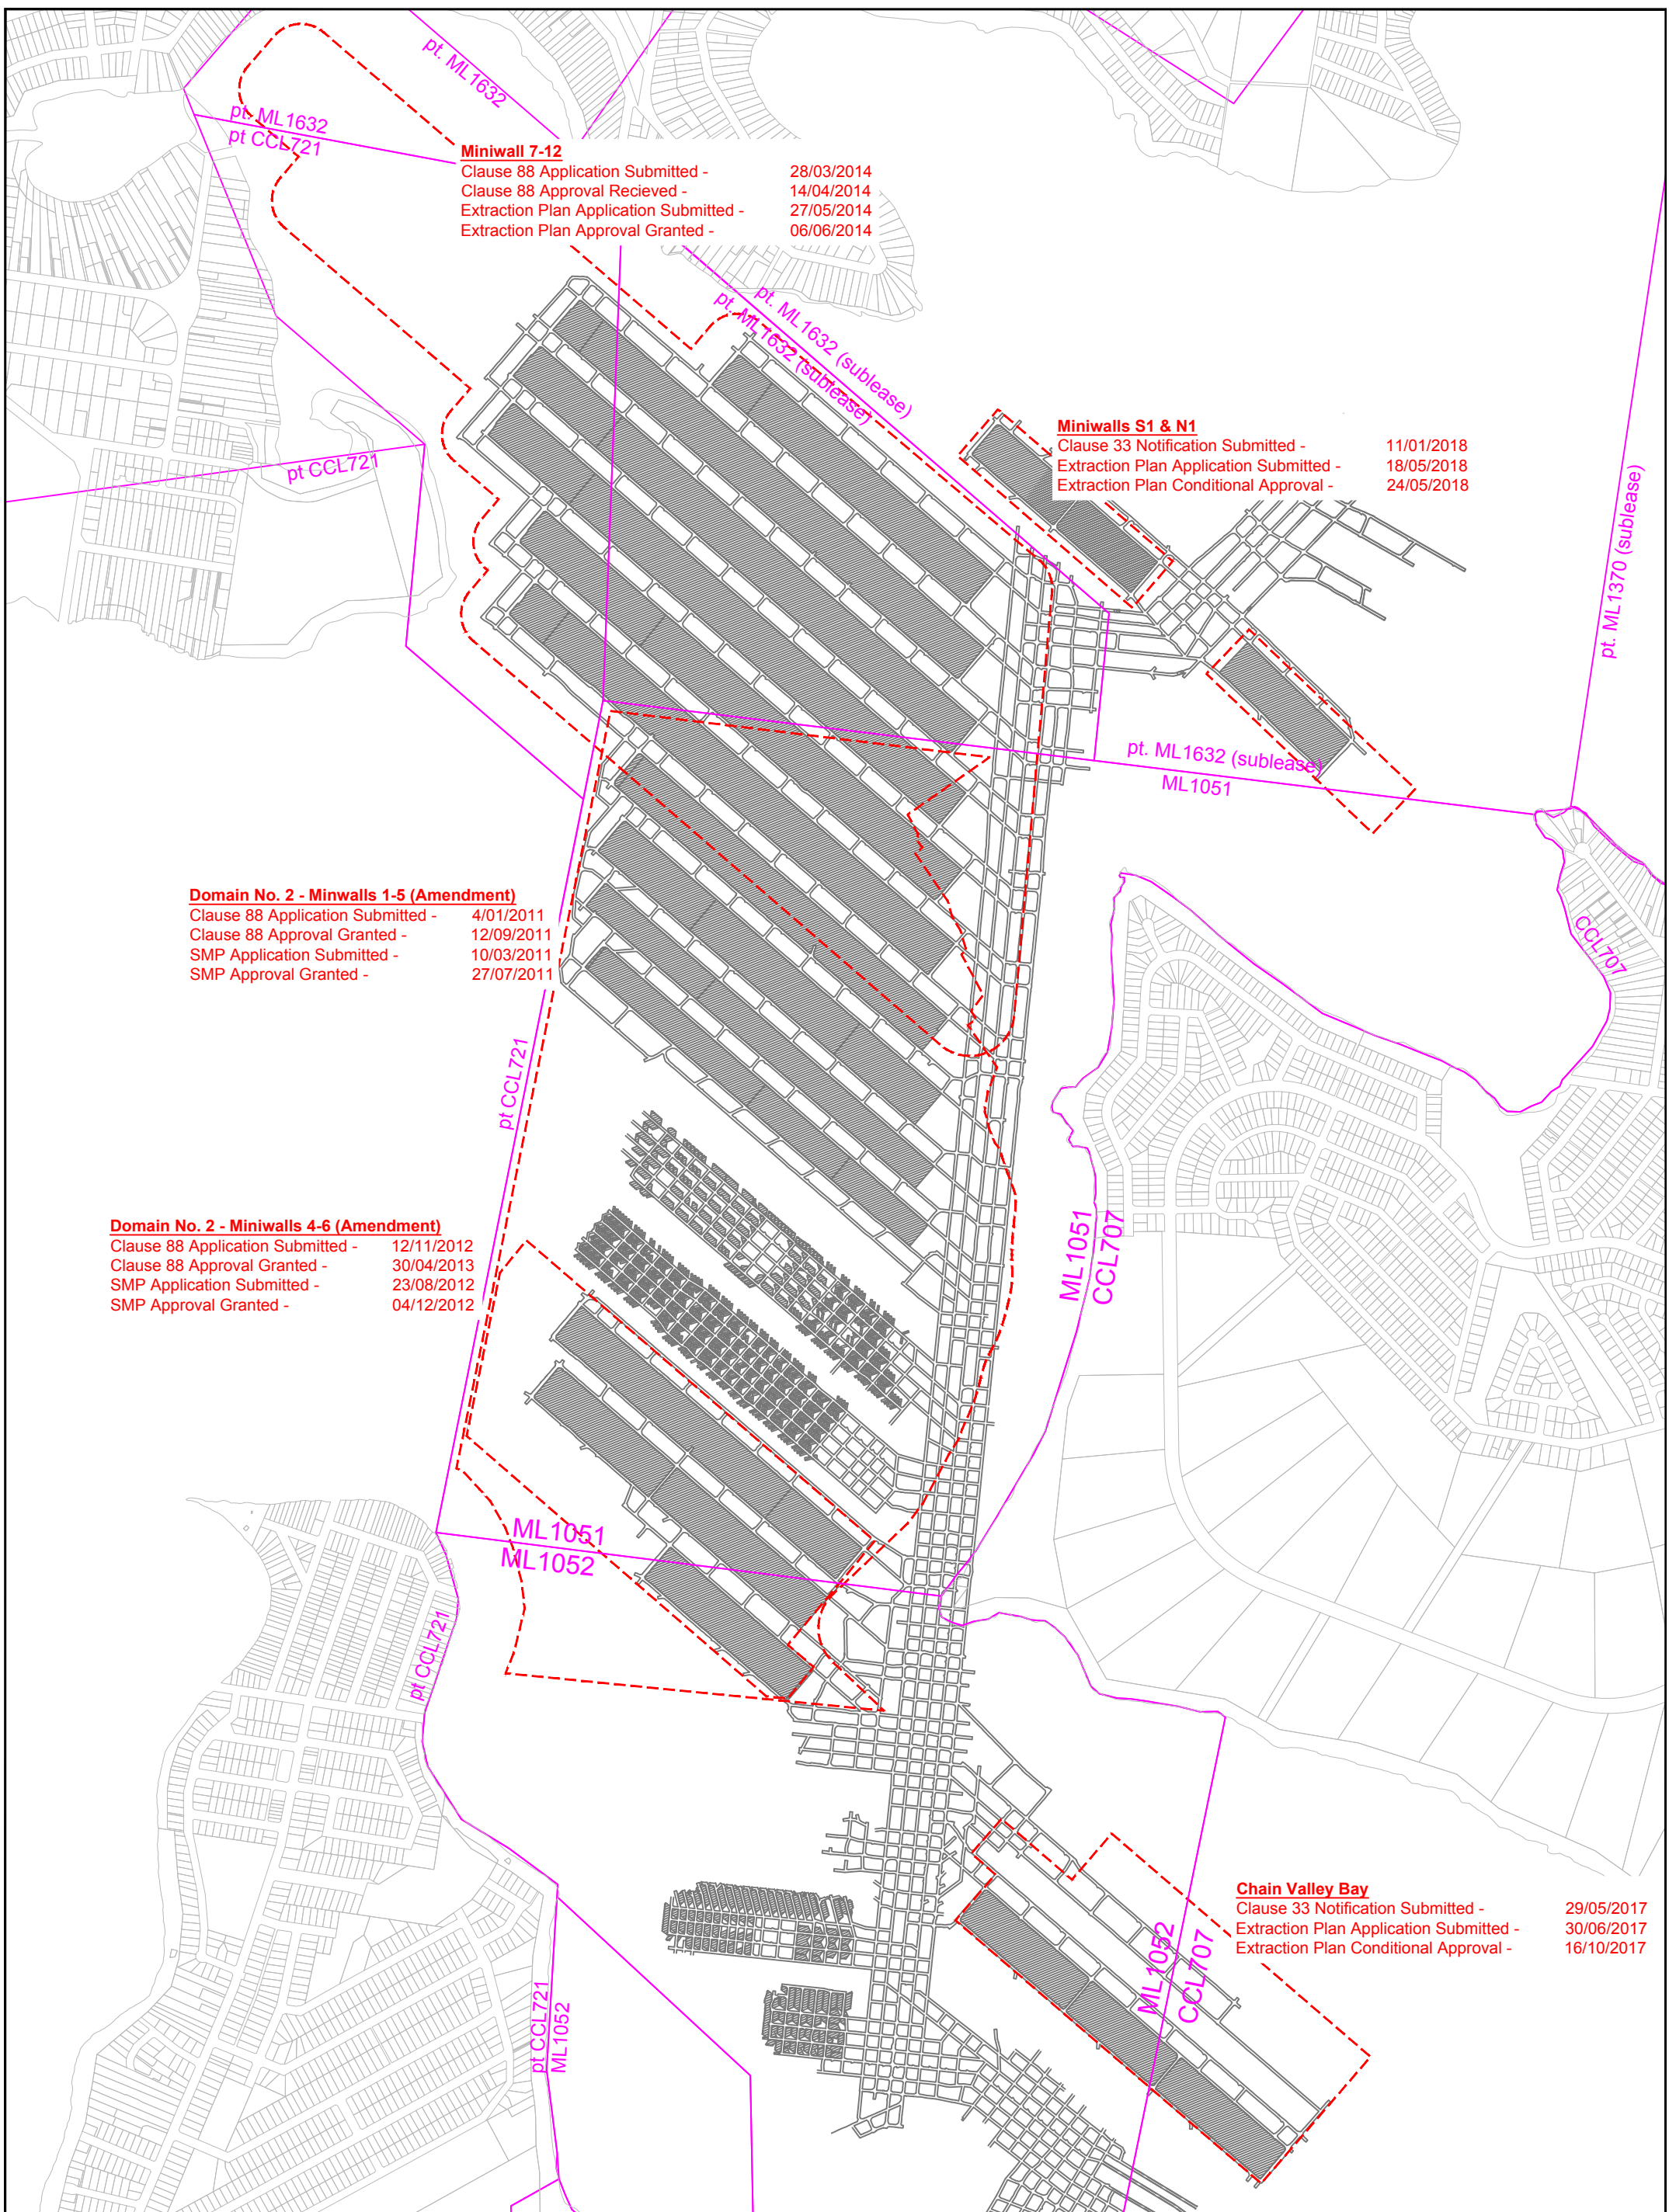 pt. ML1632
pt. ML1632
pt CCL721
Miniwall 7-12
Clause 88 Application Submitted - 28/03/2014
Clause 88 Approval Recieved - 14/04/2014
Extraction Plan Application Submitted - 27/05/2014
Extraction Plan Approval Granted - 06/06/2014
pt. ML1632 (sublease)
pt. ML1632 (sublease)
Miniwalls S1 & N1
Clause 33 Notification Submitted - 11/01/2018
Extraction Plan Application Submitted - 18/05/2018
Extraction Plan Conditional Approval - 24/05/2018
pt CCL721
pt. ML1370 (sublease)
pt. ML1632 (sublease)
ML1051
Domain No. 2 - Minwalls 1-5 (Amendment)
Clause 88 Application Submitted - 4/01/2011
Clause 88 Approval Granted - 12/09/2011
SMP Application Submitted - 10/03/2011
SMP Approval Granted - 27/07/2011
CCL707
pt CCL721
Domain No. 2 - Miniwalls 4-6 (Amendment)
Clause 88 Application Submitted - 12/11/2012
Clause 88 Approval Granted - 30/04/2013
SMP Application Submitted - 23/08/2012
SMP Approval Granted - 04/12/2012
ML1051
CCL707
ML1051
ML1052
pt CCL721
Chain Valley Bay
Clause 33 Notification Submitted - 29/05/2017
Extraction Plan Application Submitted - 30/06/2017
Extraction Plan Conditional Approval - 16/10/2017
ML1052
CCL707
pt CCL721
ML1052